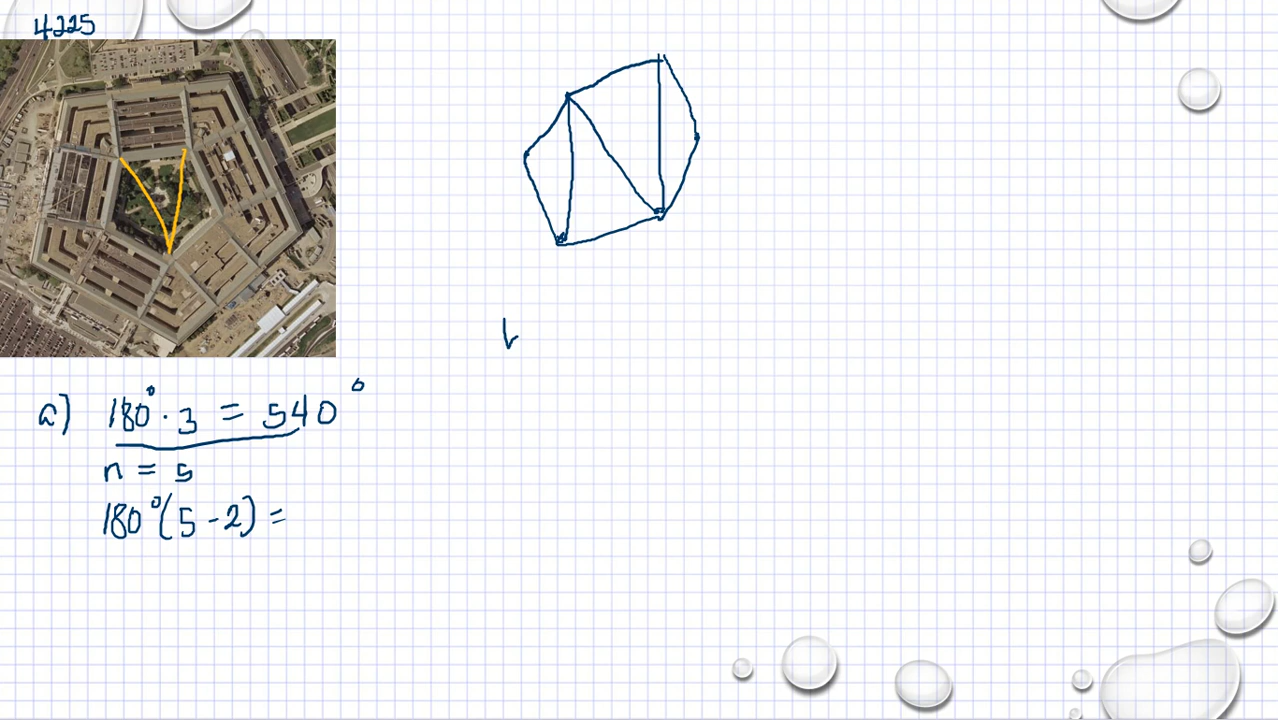 4225
a) 180° · 3 = 540°
n = 5
180°(5 - 2) =